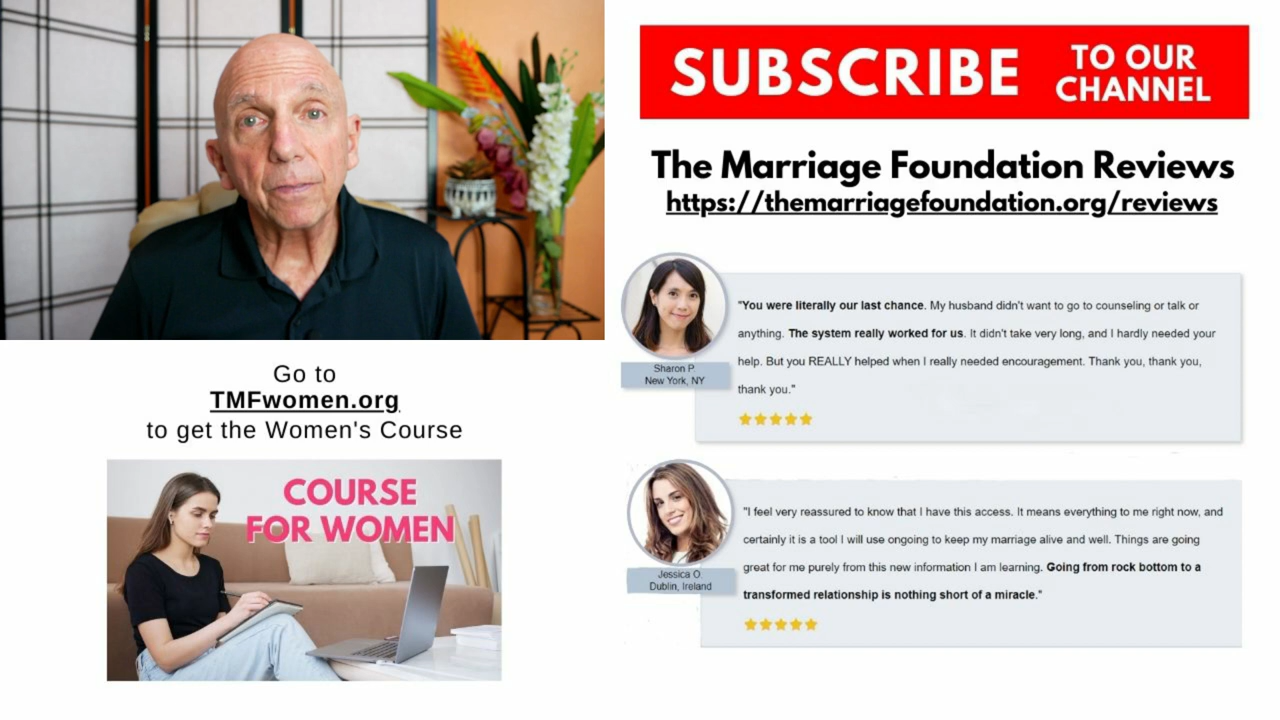 SUBSCRIBE TO OUR CHANNEL
The Marriage Foundation Reviews
https://themarriagefoundation.org/reviews
"You were literally our last chance. My husband didn't want to go to counseling or talk or
anything. The system really worked for us. It didn't take very long, and I hardly needed your
help. But you REALLY helped when I really needed encouragement. Thank you, thank you,
thank you."
Sharon P.
New York, NY
Go to
TMFwomen.org
to get the Women's Course
COURSE
FOR WOMEN
"I feel very reassured to know that I have this access. It means everything to me right now, and
certainly it is a tool I will use ongoing to keep my marriage alive and well. Things are going
great for me purely from this new information I am learning. Going from rock bottom to a
transformed relationship is nothing short of a miracle."
Jessica O.
Dublin, Ireland